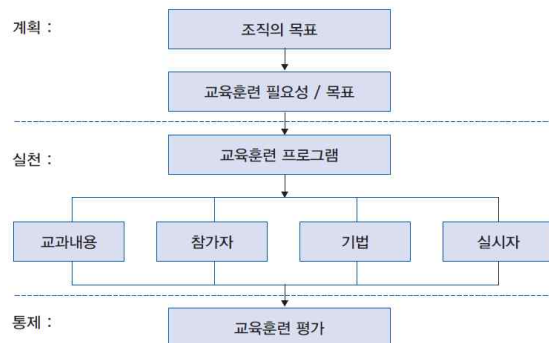 계획 :
조직의 목표
교육훈련 필요성 / 목표
실천 :
교육훈련 프로그램
교과내용 참가자 기법 실시자
통제 :
교육훈련 평가